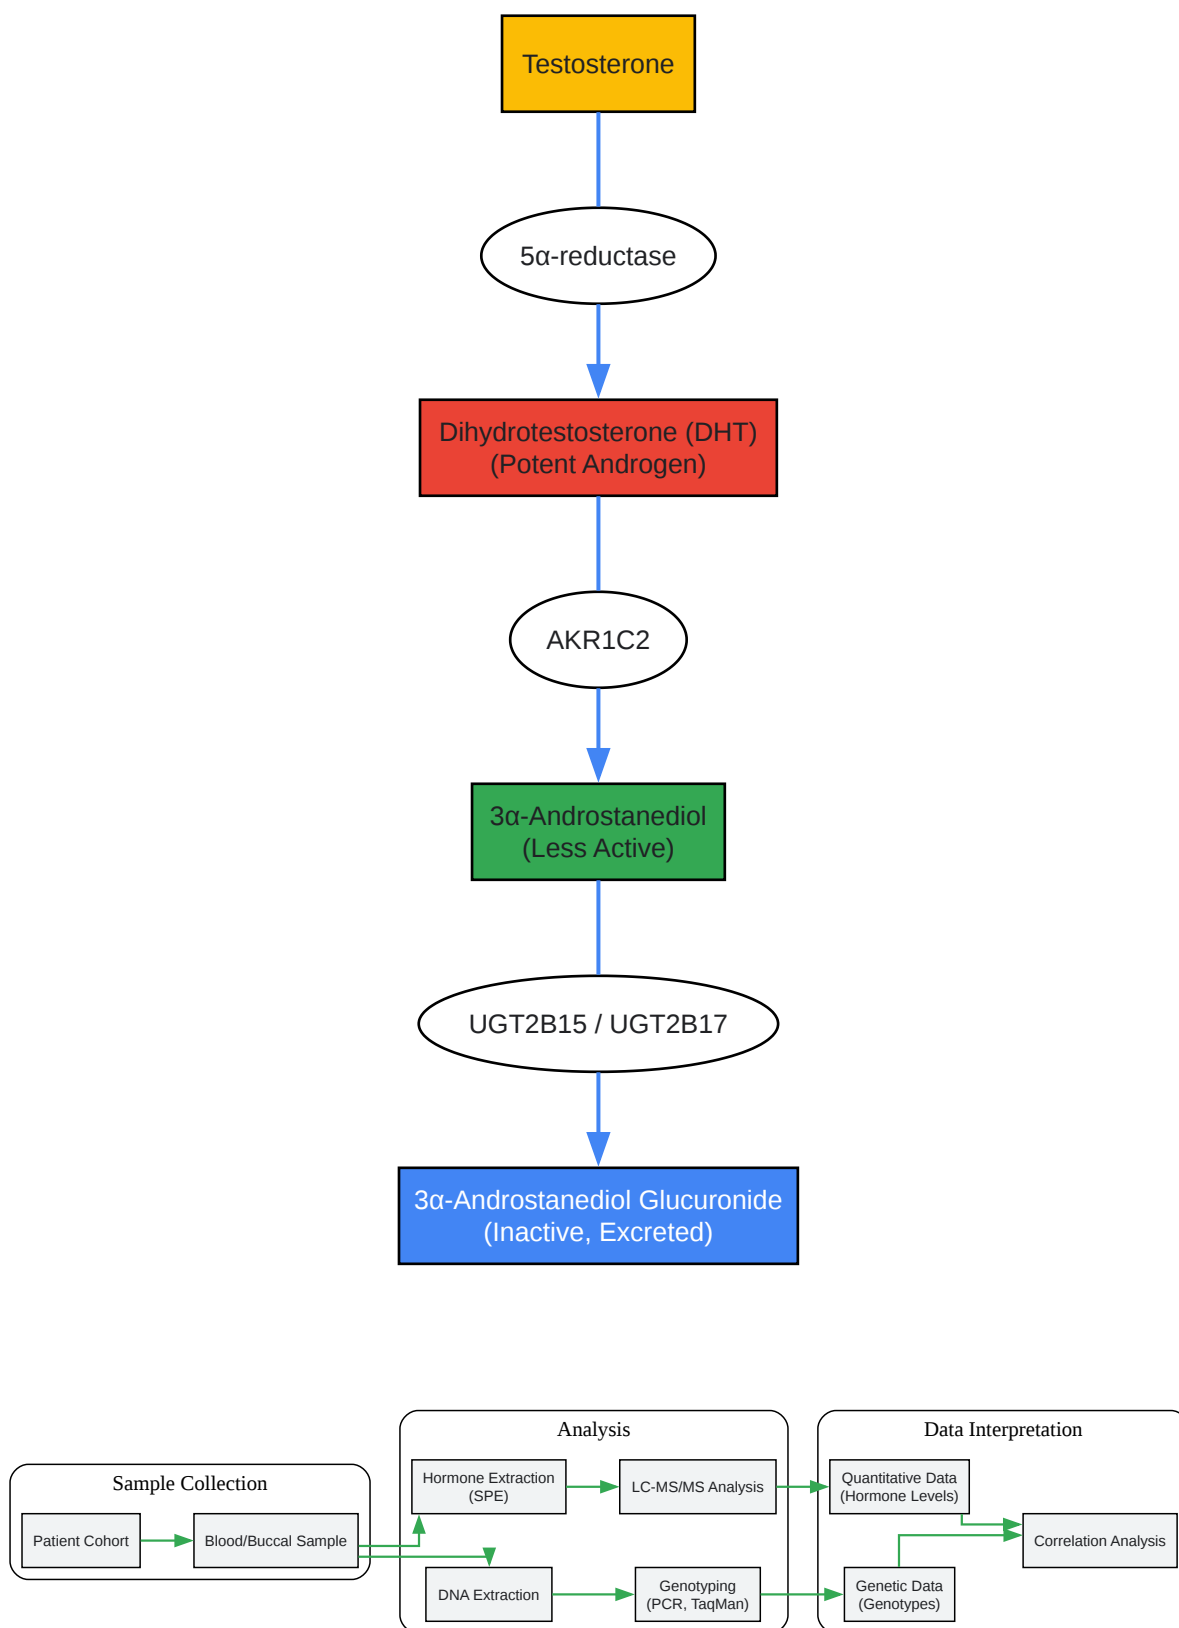 Testosterone
5α-reductase
Dihydrotestosterone (DHT)
(Potent Androgen)
AKR1C2
3α-Androstanediol
(Less Active)
UGT2B15 / UGT2B17
3α-Androstanediol Glucuronide
(Inactive, Excreted)
Sample Collection
Patient Cohort
Blood/Buccal Sample
Analysis
Hormone Extraction
(SPE)
LC-MS/MS Analysis
DNA Extraction
Genotyping
(PCR, TaqMan)
Data Interpretation
Quantitative Data
(Hormone Levels)
Correlation Analysis
Genetic Data
(Genotypes)